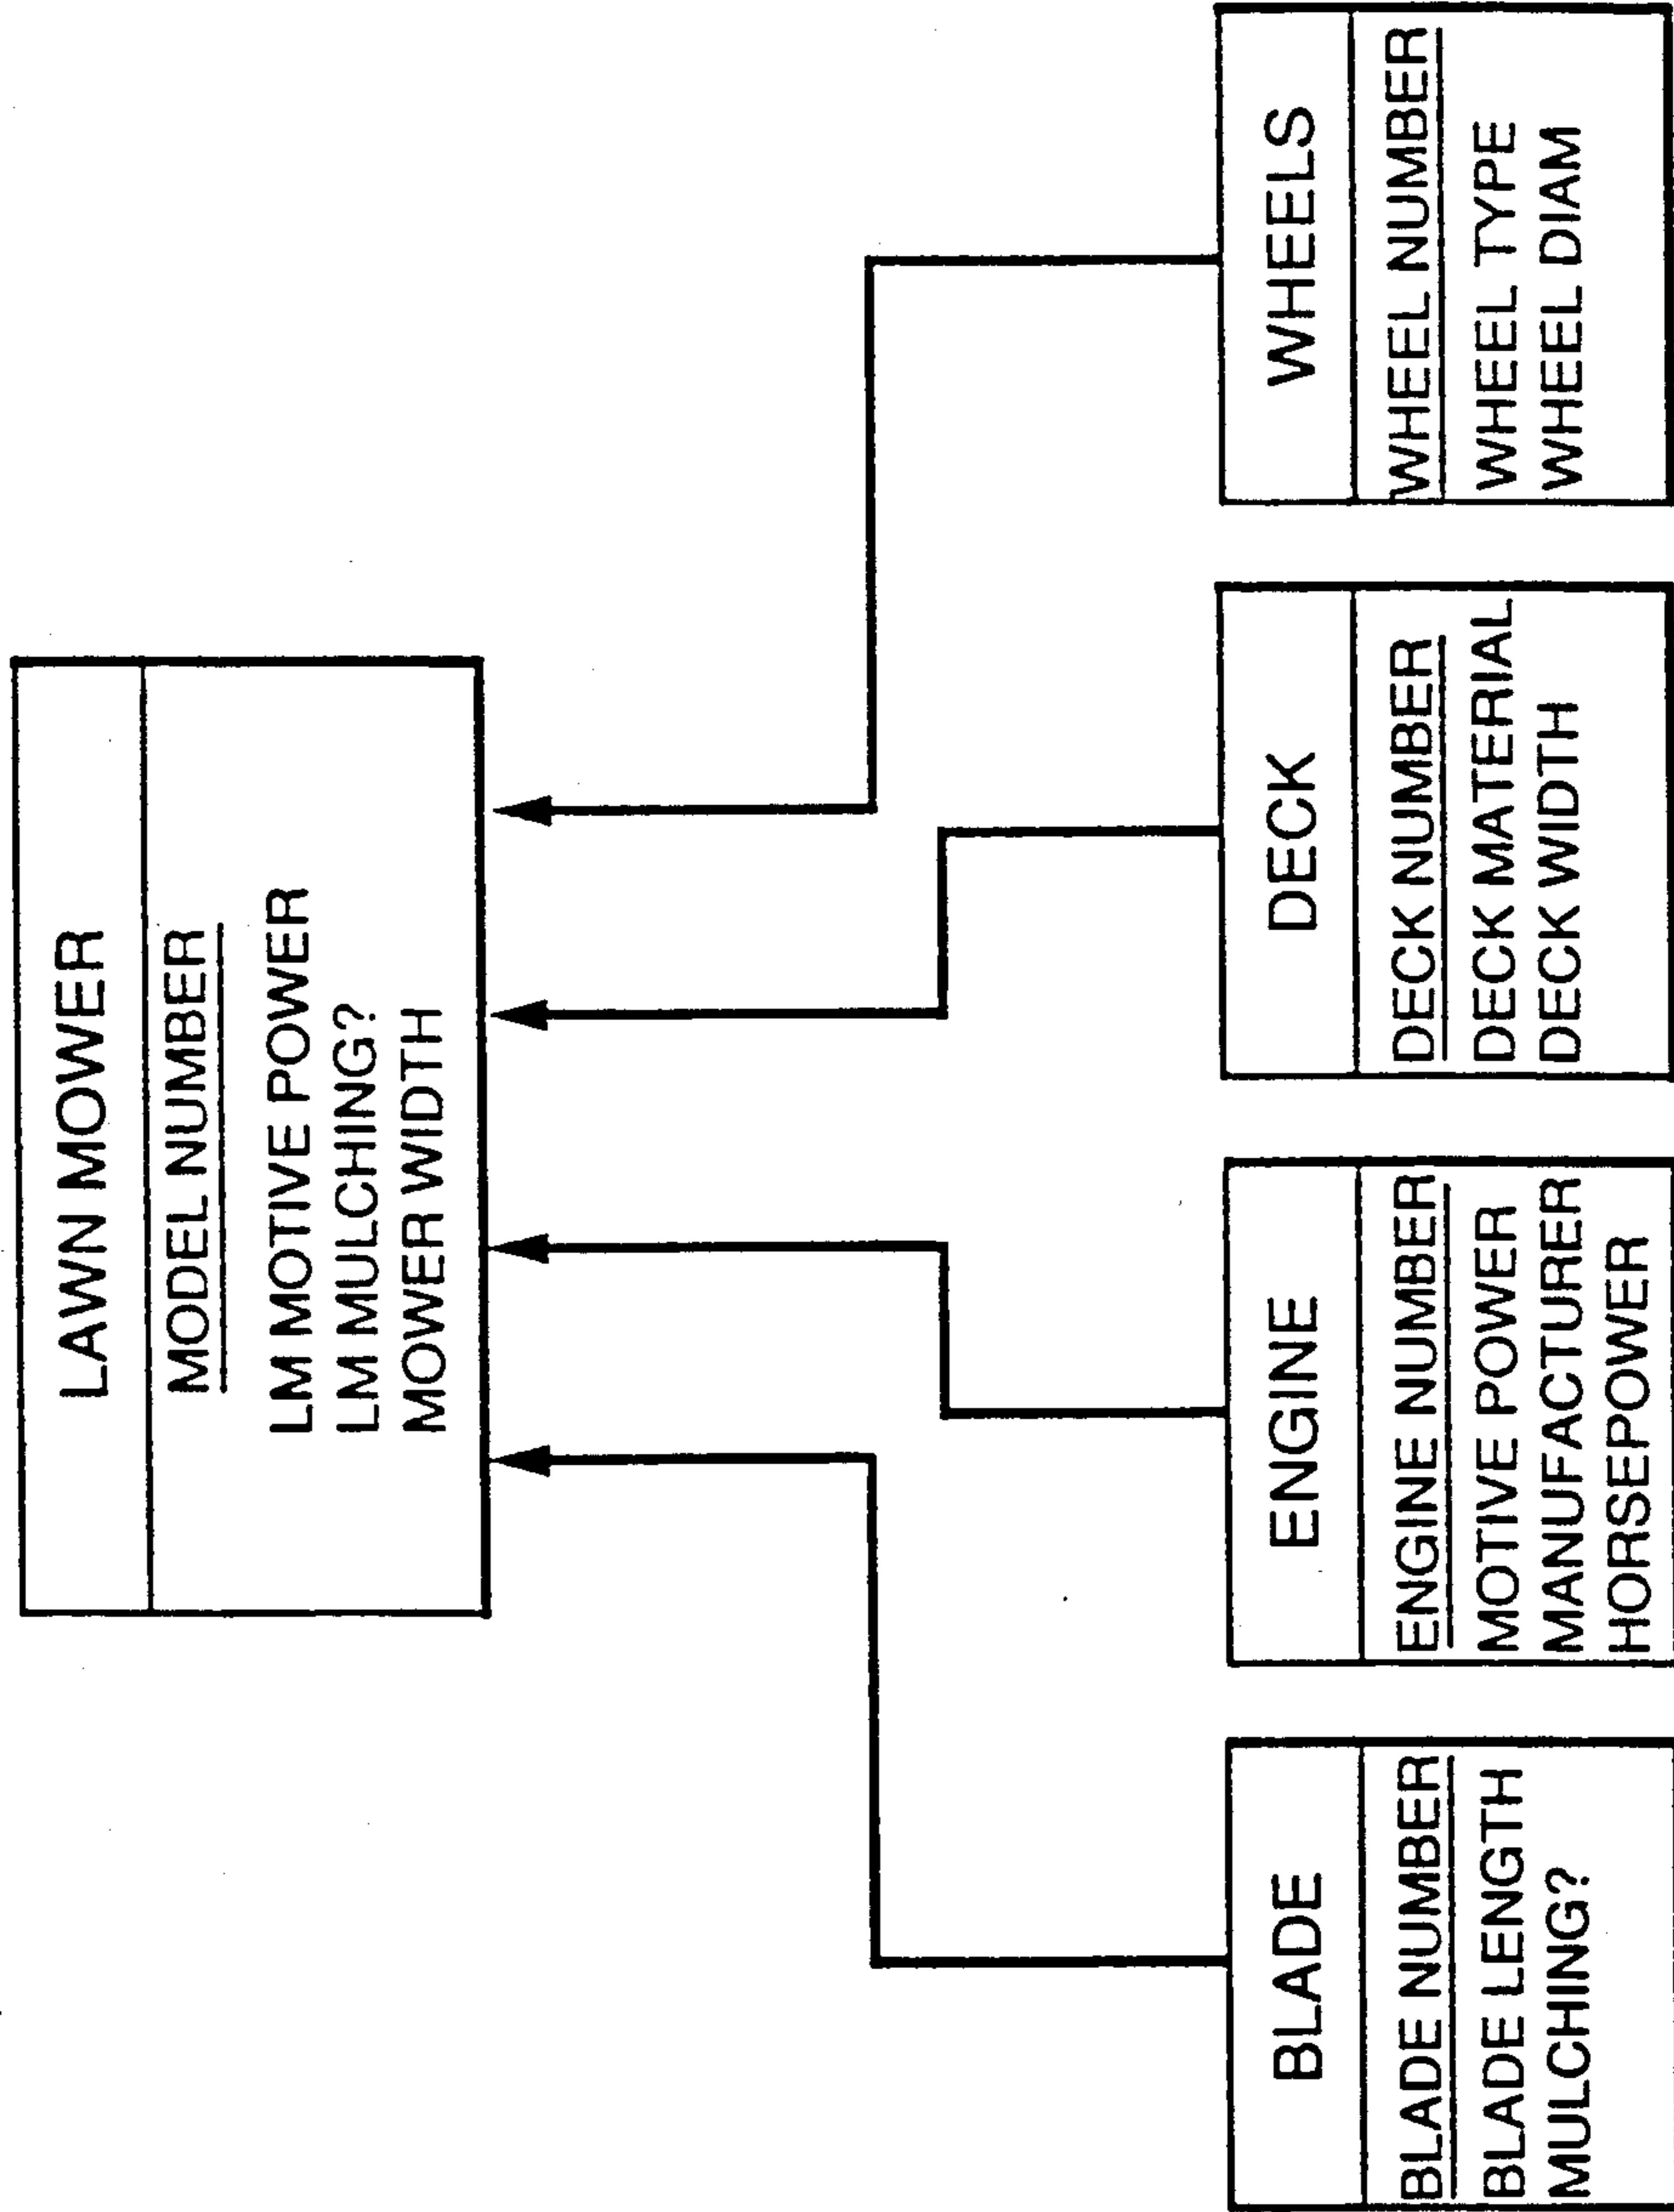 LAWN MOWER
MODEL NUMBER
LM MOTIVE POWER
LM MULCHING?
MOWER WIDTH
BLADE
BLADE NUMBER
BLADE LENGTH
MULCHING?
ENGINE
ENGINE NUMBER
MOTIVE POWER
MANUFACTURER
HORSEPOWER
DECK
DECK NUMBER
DECK MATERIAL
DECK WIDTH
WHEELS
WHEEL NUMBER
WHEEL TYPE
WHEEL DIAM